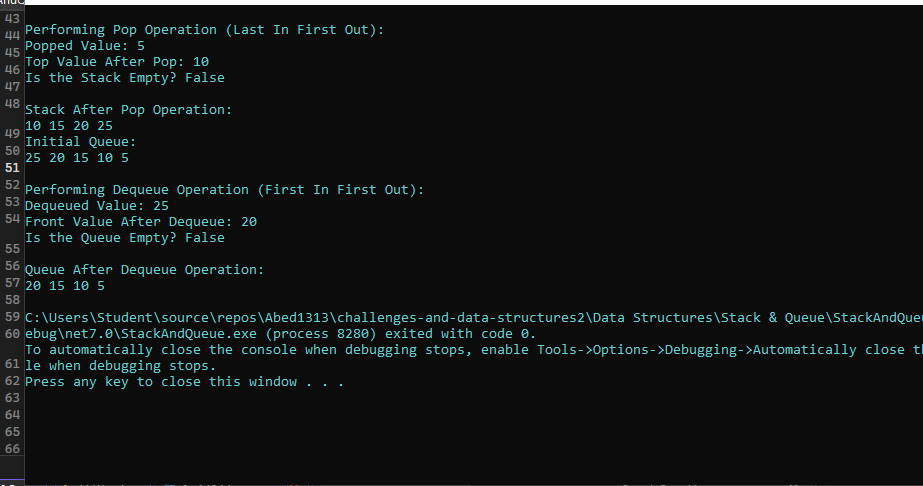 43
44
45
46
47
48
49
50
51
52
53
54
55
56
57
58
59
60
61
62
63
64
65
66
Performing Pop Operation (Last In First Out):
Popped Value: 5
Top Value After Pop: 10
Is the Stack Empty? False
Stack After Pop Operation:
10 15 20 25
Initial Queue:
25 20 15 10 5
Performing Dequeue Operation (First In First Out):
Dequeued Value: 25
Front Value After Dequeue: 20
Is the Queue Empty? False
Queue After Dequeue Operation:
20 15 10 5
C:\Users\Student\source\repos\Abed1313\challenges-and-data-structures2\Data Structures\Stack & Queue\StackAndQue
ebug\net7.0\StackAndQueue.exe (process 8280) exited with code 0.
To automatically close the console when debugging stops, enable Tools->Options->Debugging->Automatically close t
le when debugging stops.
Press any key to close this window . . .